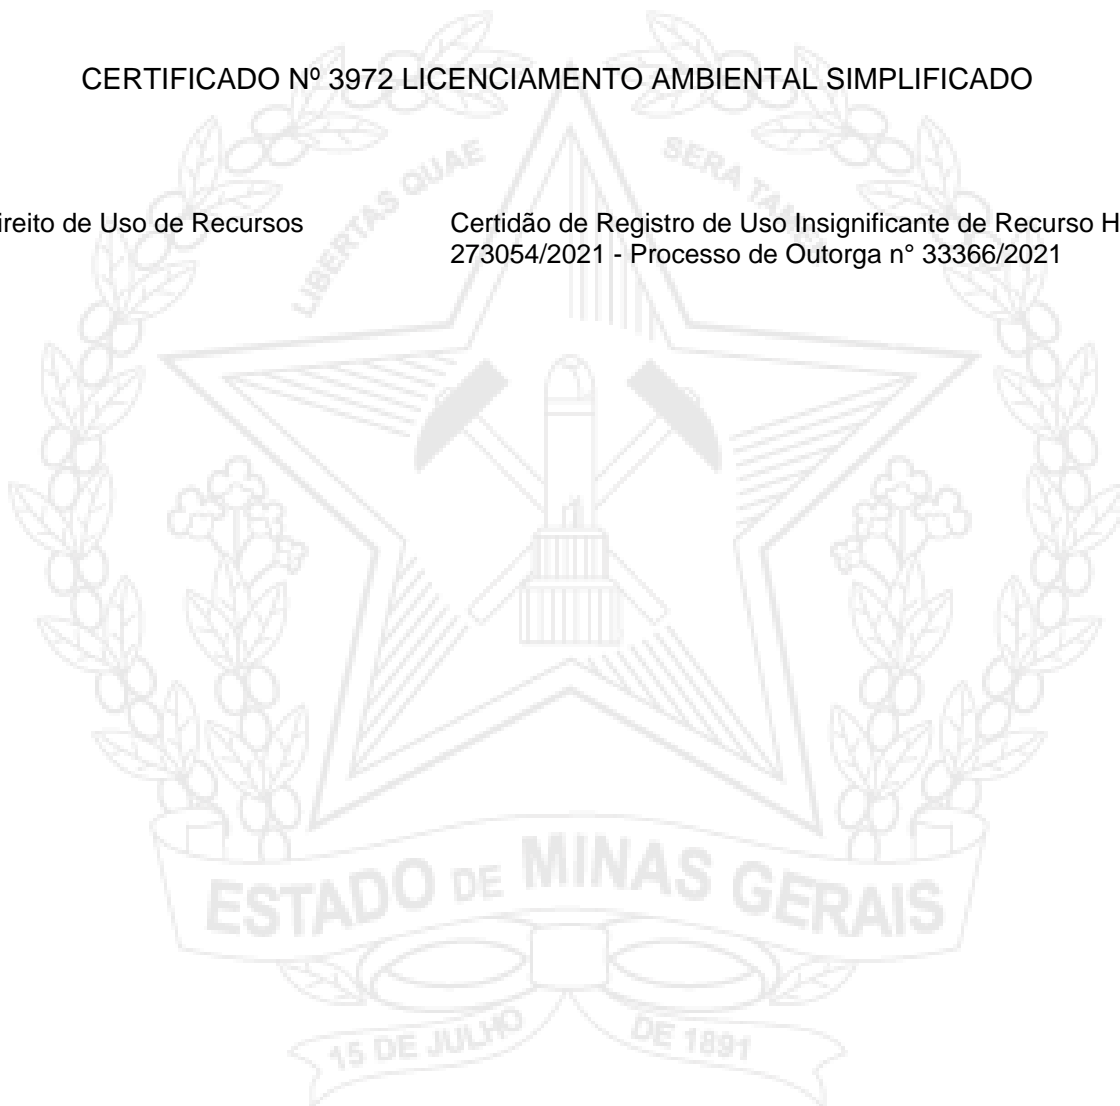 CERTIFICADO Nº 3972 LICENCIAMENTO AMBIENTAL SIMPLIFICADO
LIBERTAS QUAE SERA TAMEN
ireito de Uso de Recursos
Certidão de Registro de Uso Insignificante de Recurso H
273054/2021 - Processo de Outorga n° 33366/2021
ESTADO DE MINAS GERAIS
15 DE JULHO DE 1891